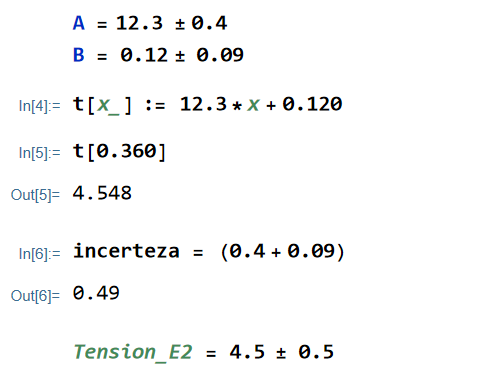 A = 12.3 ± 0.4
B = 0.12 ± 0.09
In[4]:= t[x_] := 12.3 * x + 0.120
In[5]:= t[0.360]
Out[5]= 4.548
In[6]:= incerteza = (0.4 + 0.09)
Out[6]= 0.49
Tension_E2 = 4.5 ± 0.5